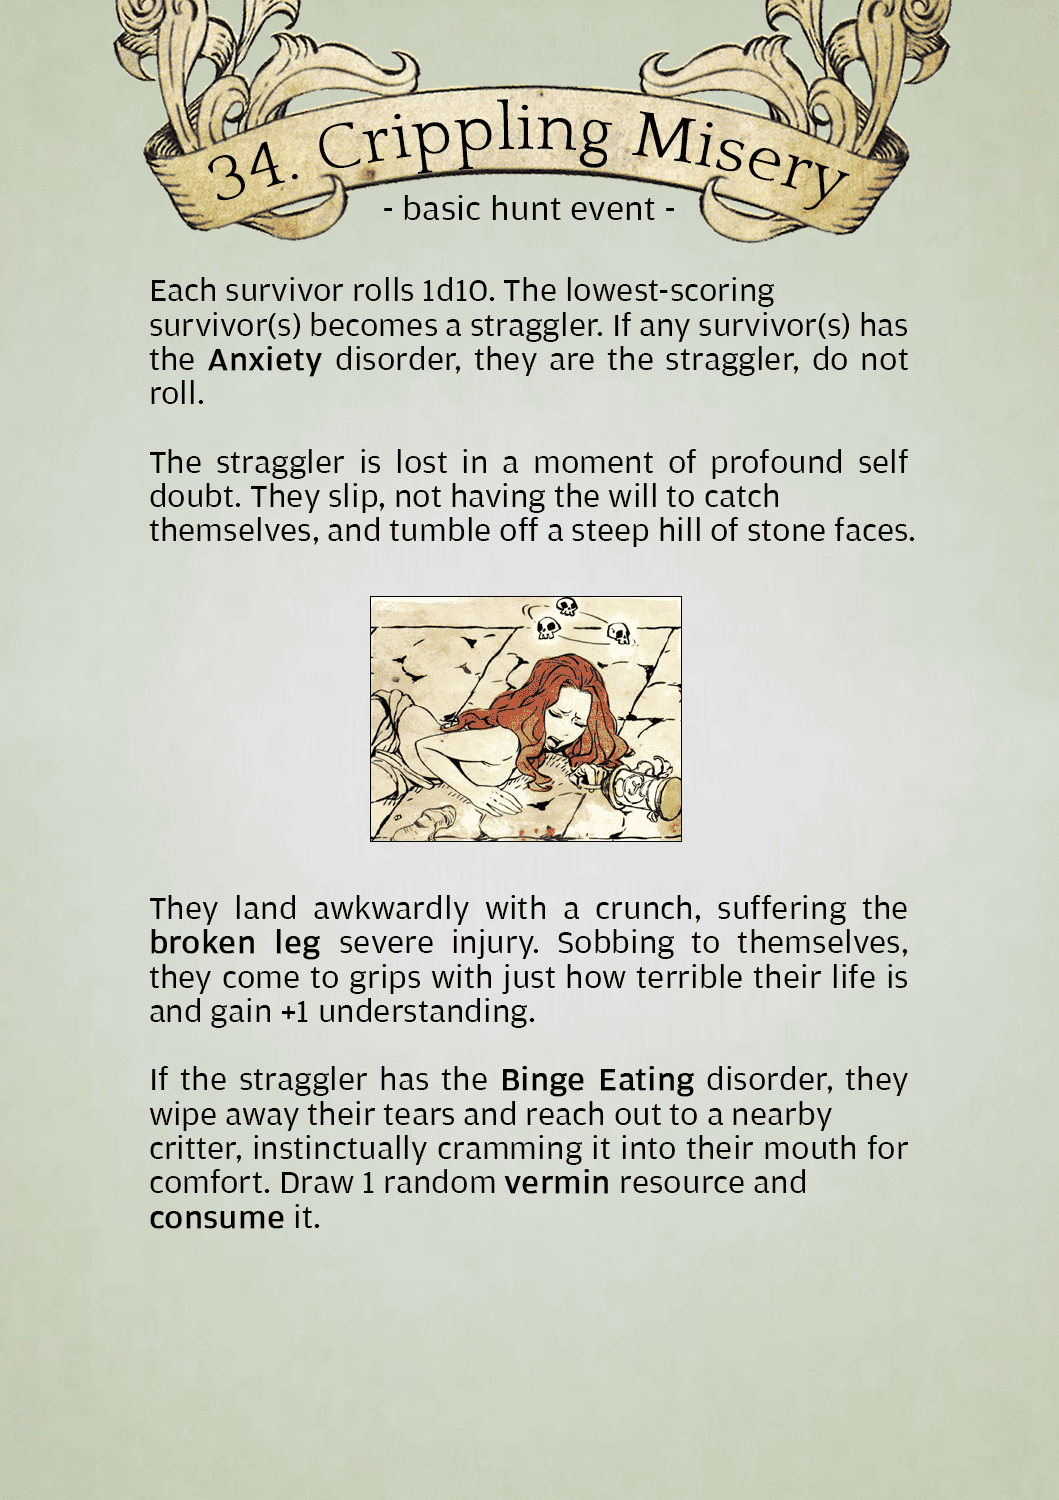 34. Crippling Misery
- basic hunt event -
Each survivor rolls 1d10. The lowest-scoring
survivor(s) becomes a straggler. If any survivor(s) has
the Anxiety disorder, they are the straggler, do not
roll.
The straggler is lost in a moment of profound self
doubt. They slip, not having the will to catch
themselves, and tumble off a steep hill of stone faces.
They land awkwardly with a crunch, suffering the
broken leg severe injury. Sobbing to themselves,
they come to grips with just how terrible their life is
and gain +1 understanding.
If the straggler has the Binge Eating disorder, they
wipe away their tears and reach out to a nearby
critter, instinctually cramming it into their mouth for
comfort. Draw 1 random vermin resource and
consume it.